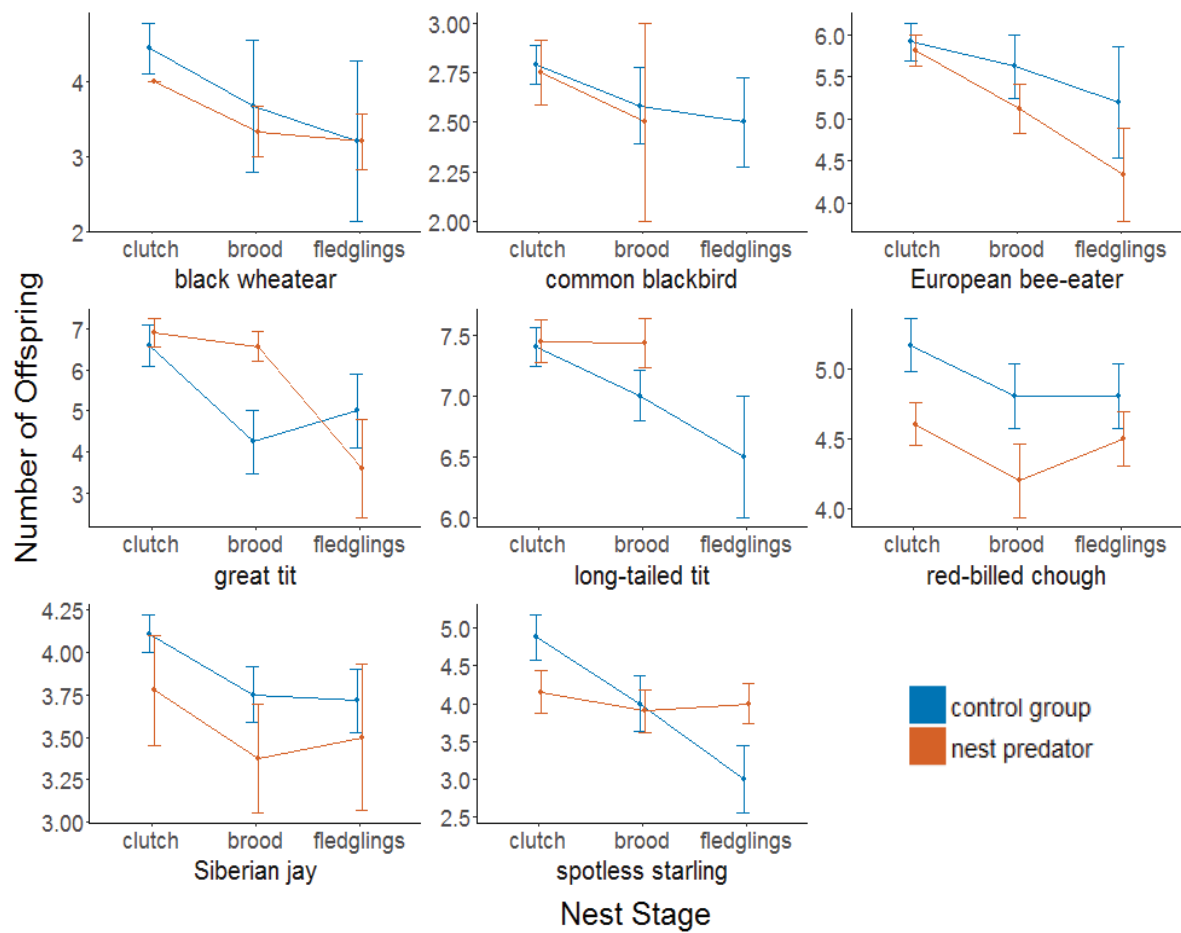 Number of Offspring
4
3
2
clutch brood fledglings
black wheatear
3.00
2.75
2.50
2.25
2.00
clutch brood fledglings
common blackbird
6.0
5.5
5.0
4.5
4.0
clutch brood fledglings
European bee-eater
7
6
5
4
3
clutch brood fledglings
great tit
7.5
7.0
6.5
6.0
clutch brood fledglings
long-tailed tit
5.0
4.5
4.0
clutch brood fledglings
red-billed chough
4.25
4.00
3.75
3.50
3.25
3.00
clutch brood fledglings
Siberian jay
5.0
4.5
4.0
3.5
3.0
2.5
clutch brood fledglings
spotless starling
control group
nest predator
Nest Stage